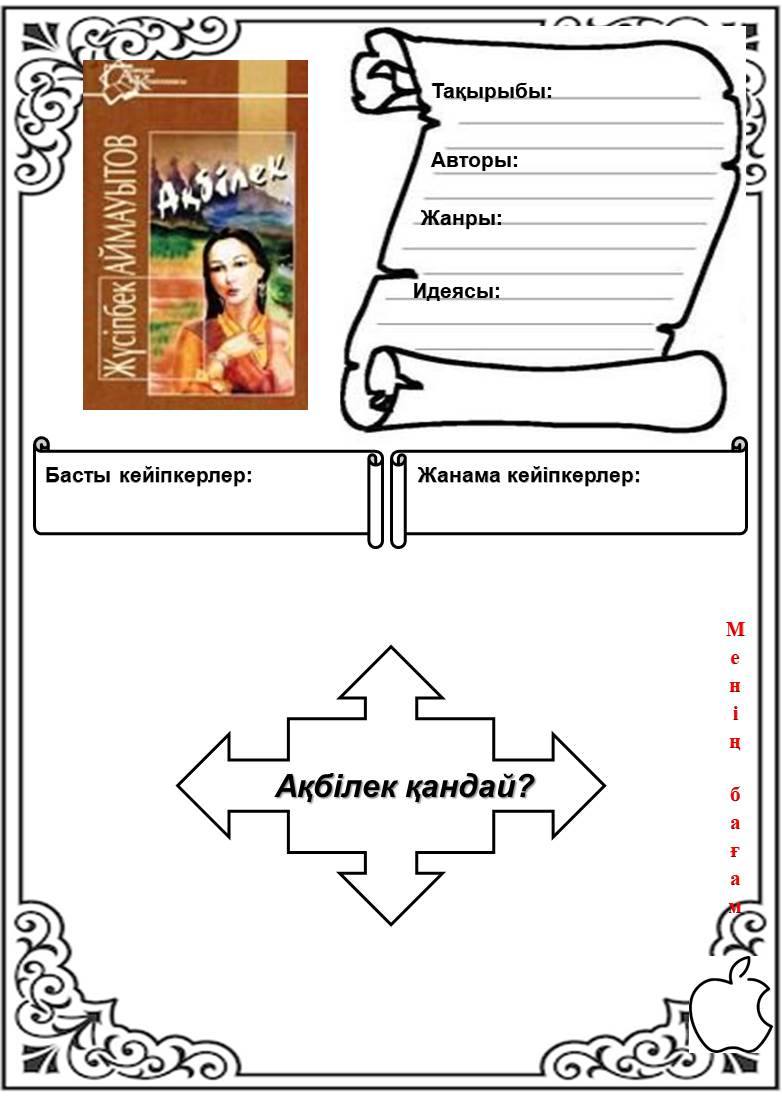 Жүсіпбек АЙМАУЫТОВ
Ақбілек
Тақырыбы:
Авторы:
Жанры:
Идеясы:
Басты кейіпкерлер:
Жанама кейіпкерлер:
Ақбілек қандай?
Менің бағам